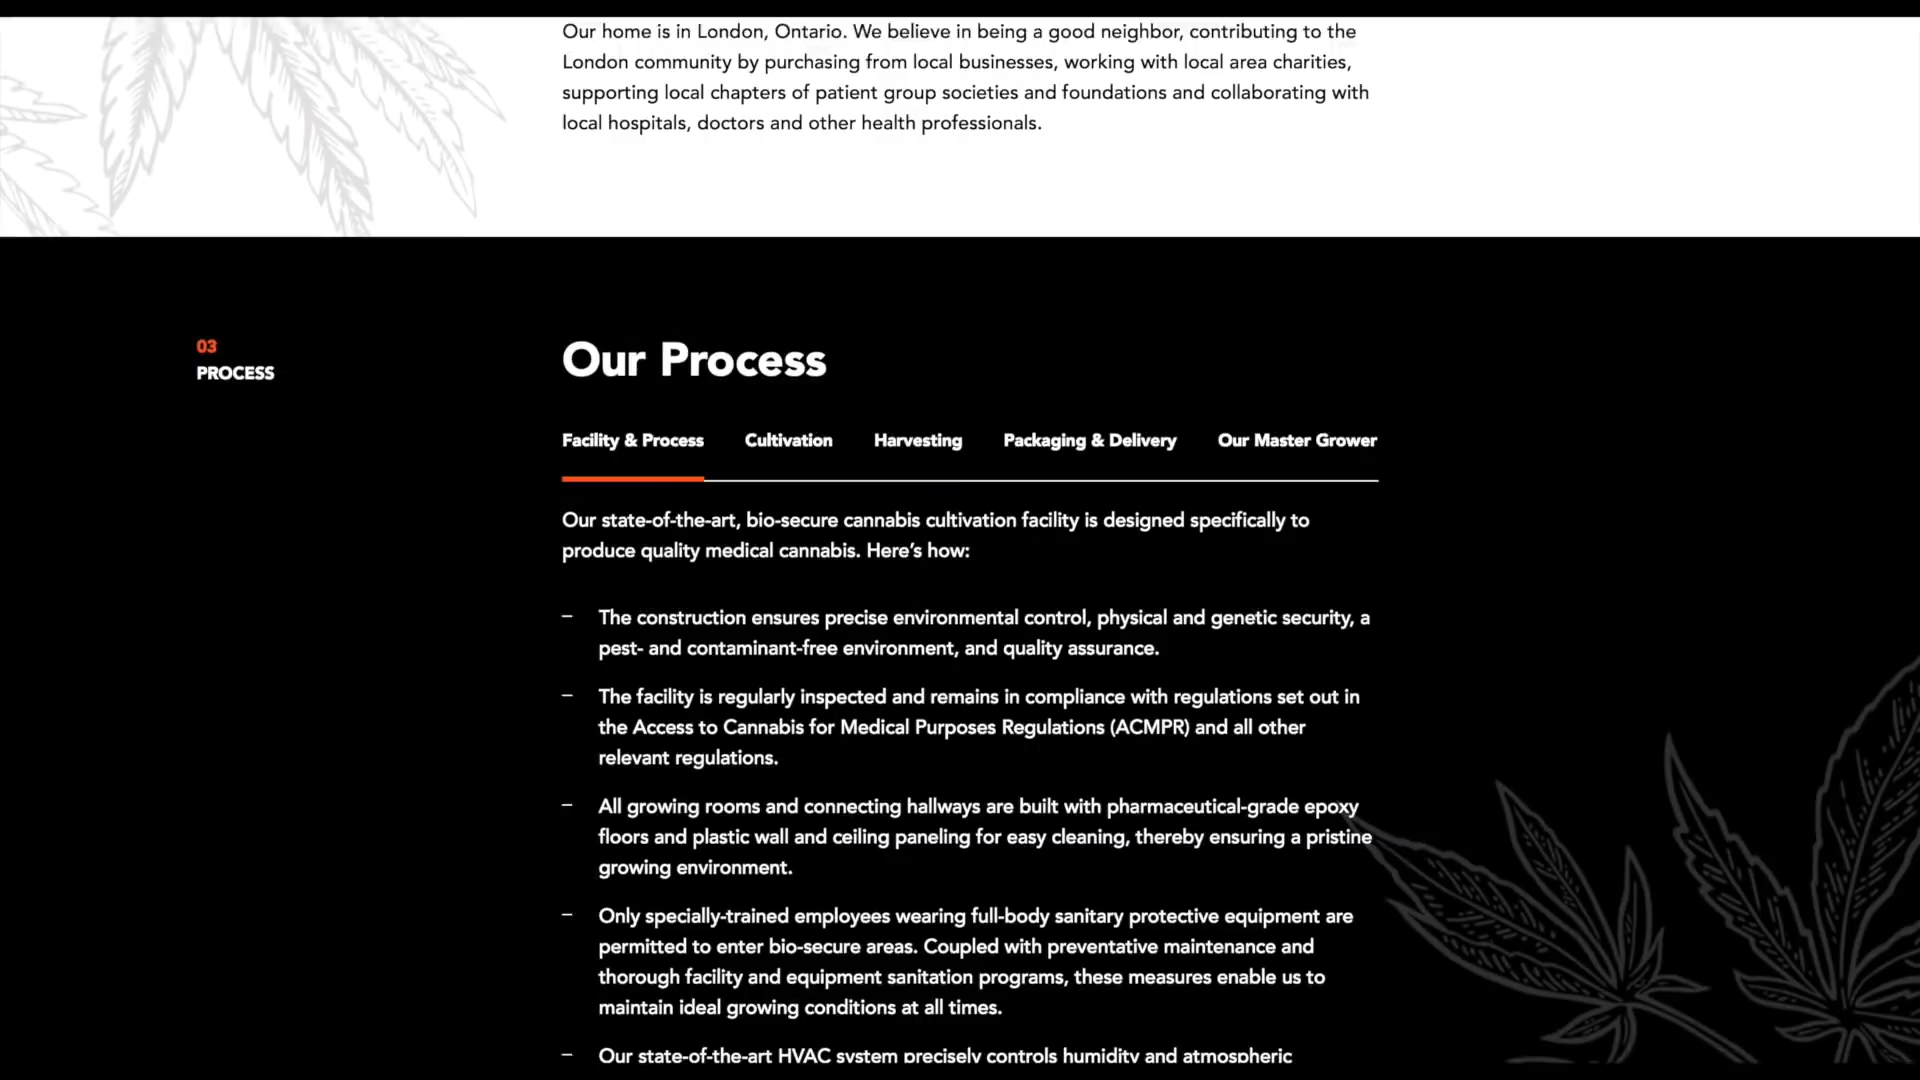 Our home is in London, Ontario. We believe in being a good neighbor, contributing to the
London community by purchasing from local businesses, working with local area charities,
supporting local chapters of patient group societies and foundations and collaborating with
local hospitals, doctors and other health professionals.
03
PROCESS
Our Process
Facility & Process Cultivation Harvesting Packaging & Delivery Our Master Grower
Our state-of-the-art, bio-secure cannabis cultivation facility is designed specifically to
produce quality medical cannabis. Here's how:
– The construction ensures precise environmental control, physical and genetic security, a
pest- and contaminant-free environment, and quality assurance.
– The facility is regularly inspected and remains in compliance with regulations set out in
the Access to Cannabis for Medical Purposes Regulations (ACMPR) and all other
relevant regulations.
– All growing rooms and connecting hallways are built with pharmaceutical-grade epoxy
floors and plastic wall and ceiling paneling for easy cleaning, thereby ensuring a pristine
growing environment.
– Only specially-trained employees wearing full-body sanitary protective equipment are
permitted to enter bio-secure areas. Coupled with preventative maintenance and
thorough facility and equipment sanitation programs, these measures enable us to
maintain ideal growing conditions at all times.
– Our state-of-the-art HVAC system precisely controls humidity and atmospheric